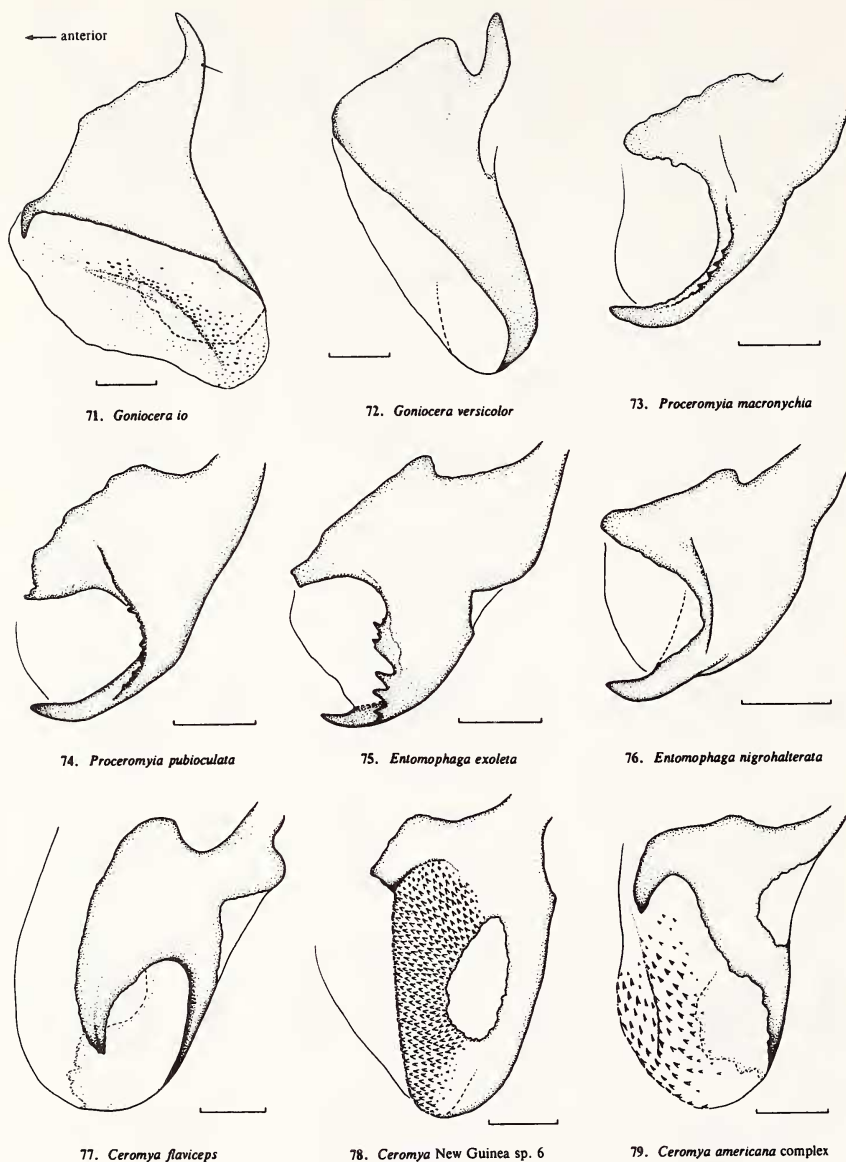 ← anterior
71. Goniocera io
72. Goniocera versicolor
73. Proceromyia macronychia
74. Proceromyia pubioculata
75. Entomophaga exoleta
76. Entomophaga nigrohalterata
77. Ceromya flaviceps
78. Ceromya New Guinea sp. 6
79. Ceromya americana complex